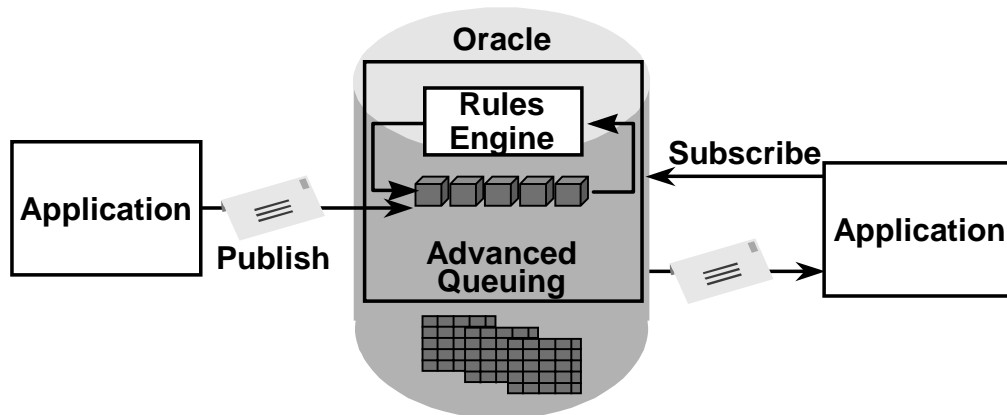 Oracle
Rules
Engine
Subscribe
Application
Publish
Application
Advanced
Queuing